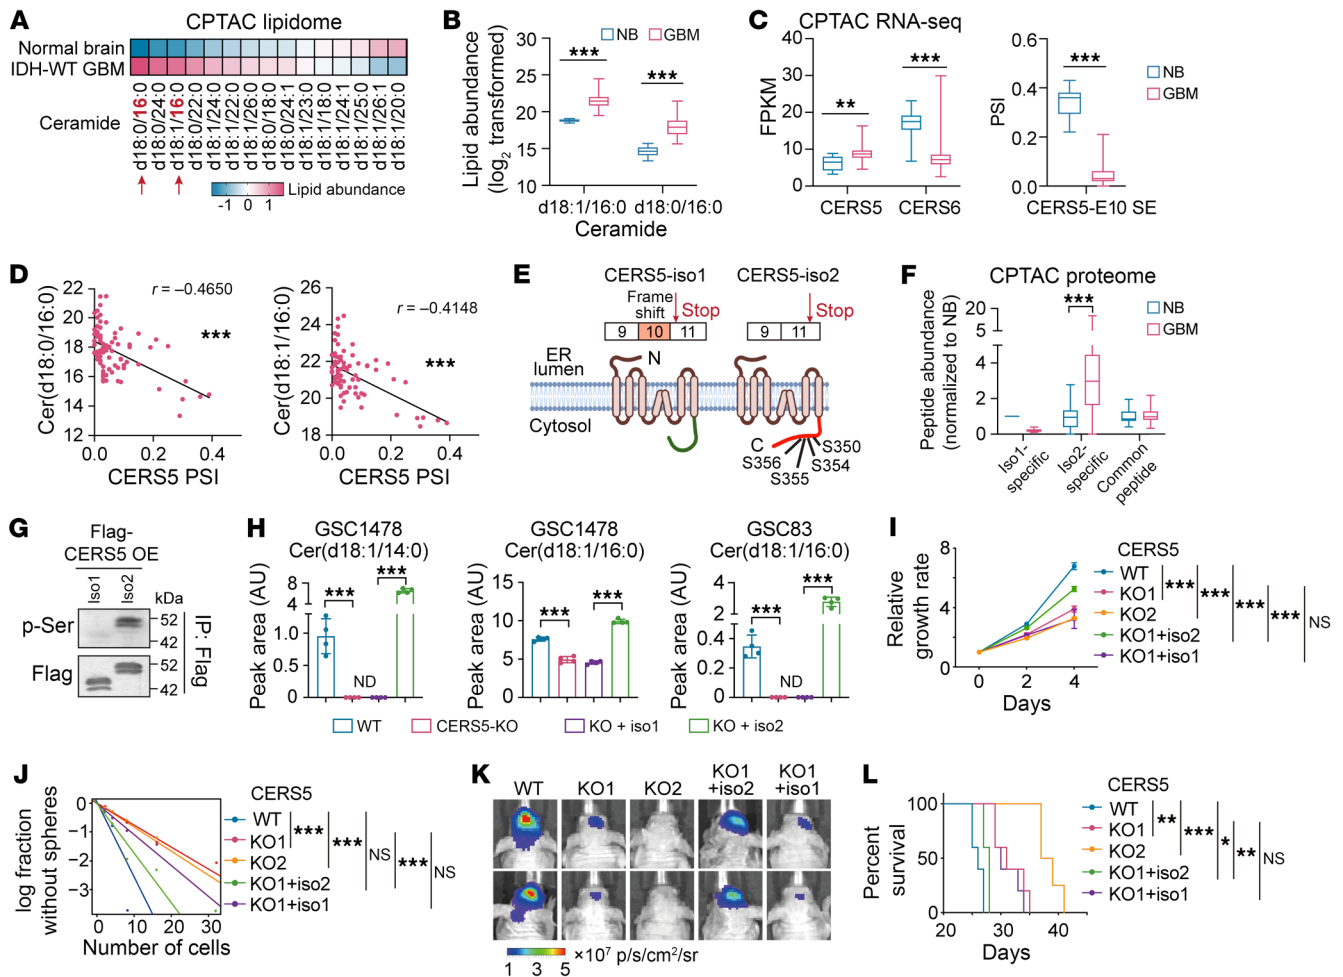 A
CPTAC lipidome
Normal brain
IDH-WT GBM
Ceramide
d18:0/16:0
d18:0/24:0
d18:1/16:0
d18:0/22:0
d18:1/24:0
d18:1/22:0
d18:1/26:0
d18:0/18:0
d18:0/24:1
d18:1/23:0
d18:1/18:0
d18:1/24:1
d18:1/25:0
d18:1/26:1
d18:1/20:0
Lipid abundance
-1 0 1
B
NB GBM
Lipid abundance
(log2 transformed)
30
25
20
15
10
***
***
d18:1/16:0 d18:0/16:0
Ceramide
C
CPTAC RNA-seq
FPKM
40
30
20
10
0
**
***
CERS5 CERS6
PSI
0.6
0.4
0.2
0.0
***
CERS5-E10 SE
NB
GBM
D
Cer(d18:0/16:0)
22
20
18
16
14
12
r = –0.4650
***
0.0 0.2 0.4
CERS5 PSI
Cer(d18:1/16:0)
26
24
22
20
18
r = –0.4148
***
0.0 0.2 0.4
CERS5 PSI
E
CERS5-iso1 CERS5-iso2
Frame
shift
Stop
Stop
9 10 11
9 11
ER
lumen
N
Cytosol
C
S350
S354
S355
S356
F
CPTAC proteome
Peptide abundance
(normalized to NB)
20
5
4
2
0
***
NB
GBM
Iso1-
specific
Iso2-
specific
Common
peptide
G
Flag-
CERS5 OE
Iso1
Iso2
kDa
p-Ser
52
42
Flag
52
42
IP: Flag
H
GSC1478
Cer(d18:1/14:0)
Peak area (AU)
8
4
1.0
0.5
0
***
***
ND
GSC1478
Cer(d18:1/16:0)
Peak area (AU)
15
10
5
0
***
***
GSC83
Cer(d18:1/16:0)
Peak area (AU)
4
2
0.4
0.2
0
***
***
ND
WT CERS5-KO KO + iso1 KO + iso2
I
Relative
growth rate
8
4
0
0 2 4
Days
CERS5
WT
KO1
KO2
KO1+iso2
KO1+iso1
***
***
***
***
NS
J
log fraction
without spheres
0
−1
−2
−3
0 10 20 30
Number of cells
CERS5
WT
KO1
KO2
KO1+iso2
KO1+iso1
***
***
NS
***
NS
K
WT KO1 KO2 KO1
+iso2
KO1
+iso1
1 3 5
×10⁷ p/s/cm²/sr
L
Percent
survival
100
50
0
20 30 40
Days
CERS5
WT
KO1
KO2
KO1+iso2
KO1+iso1
**
***
*
**
NS